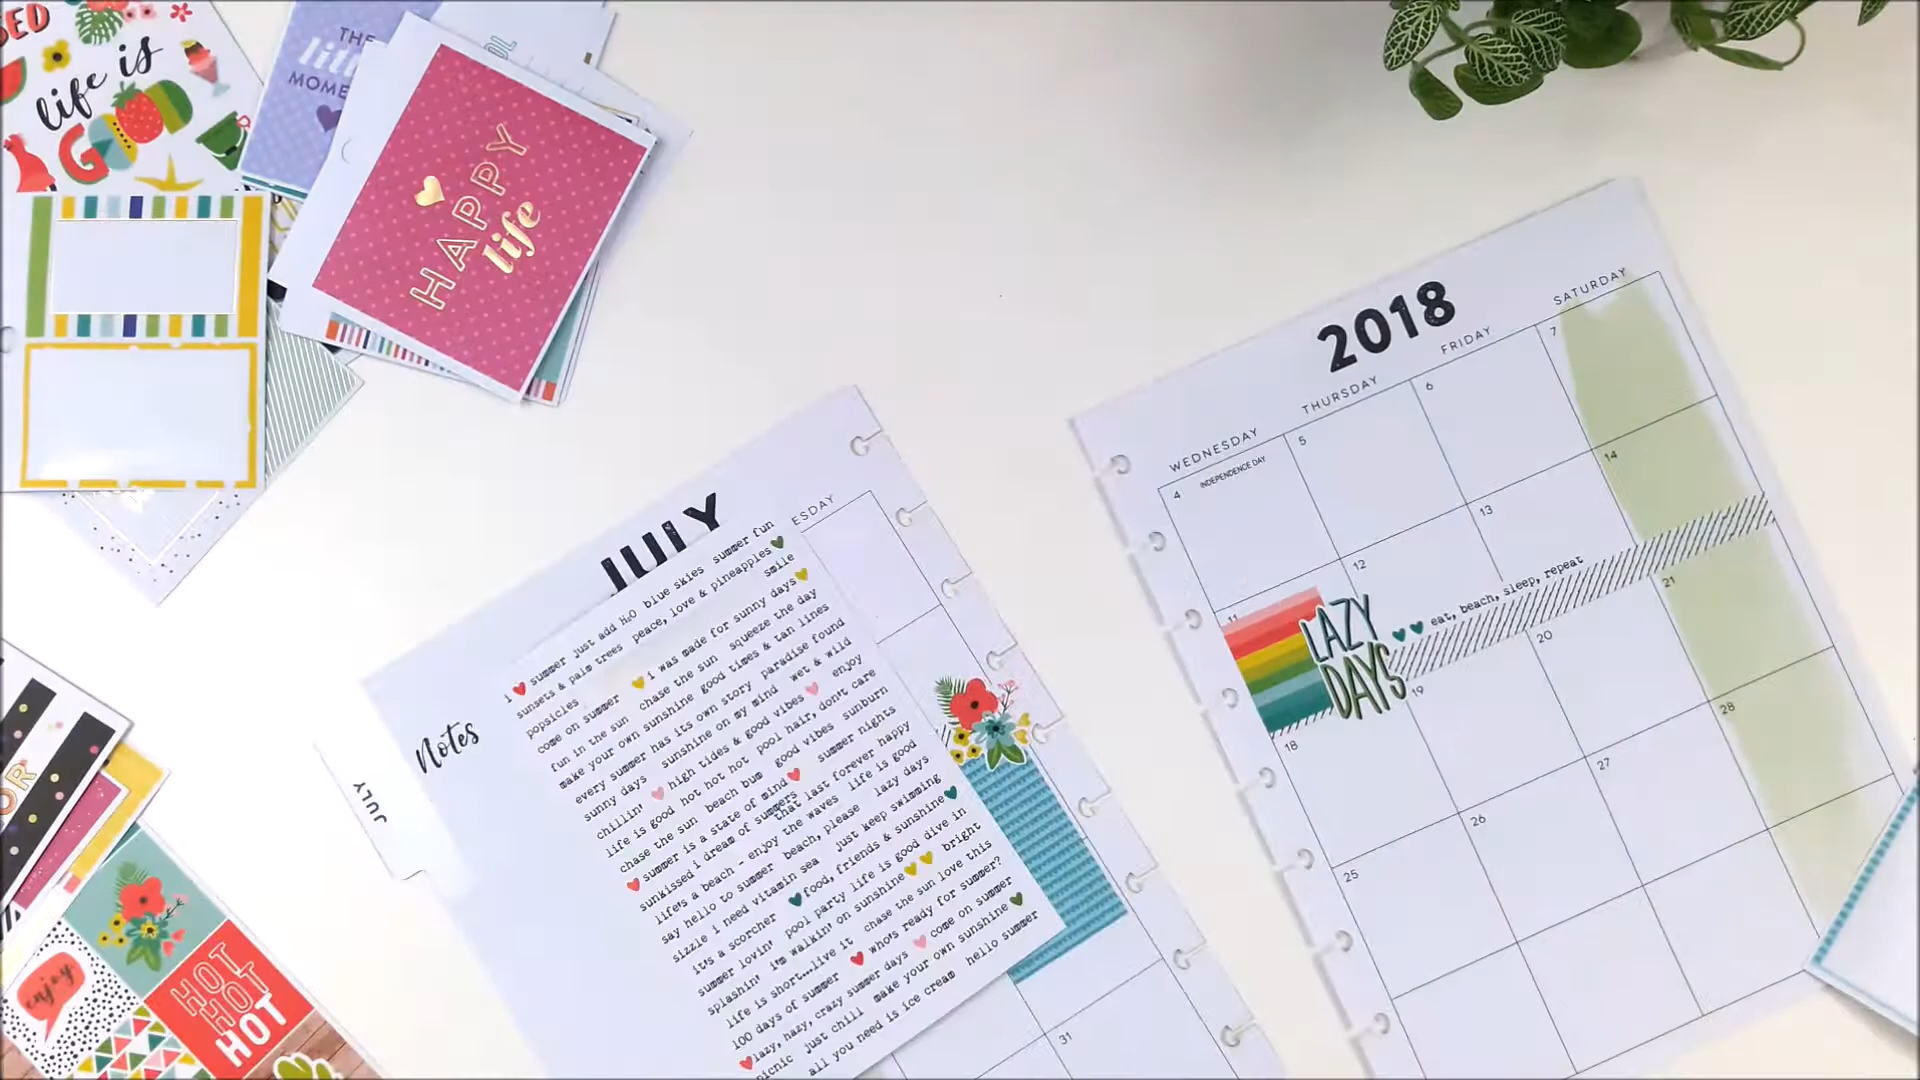 life is
GOOD
THE
MOME
HAPPY
life
enjoy
HOT
HOT
HOT
JULY
Notes
JULY
ESDAY
i ❤ summer just add H₂O blue skies summer fun
sunsets & palm trees peace, love & pineapples
popsicles smile
come on summer i was made for sunny days
fun in the sun chase the sun squeeze the day
make your own sunshine good times & tan lines
every summer has its own story paradise found
sunny days sunshine on my mind wet & wild
chillin' high tides & good vibes enjoy
life is good hot hot hot pool hair, don't care
chase the sun beach bum good vibes sunburn
summer is a state of mind summer nights
sunkissed i dream of summers that last forever happy
life's a beach - enjoy the waves life is good
say hello to summer beach, please lazy days
sizzle i need vitamin sea just keep swimming
it's a scorcher food, friends & sunshine
summer lovin' pool party life is good dive in
splashin' i'm walkin' on sunshine bright
life is short...live it chase the sun love this
100 days of summer who's ready for summer?
lazy, hazy, crazy summer days come on summer
picnic just chill make your own sunshine
all you need is ice cream hello summer
31
2018
WEDNESDAY THURSDAY FRIDAY SATURDAY
4 INDEPENDENCE DAY 5 6 7
11 12 13 14
LAZY
DAYS
eat, beach, sleep, repeat
18 19 20 21
25 26 27 28